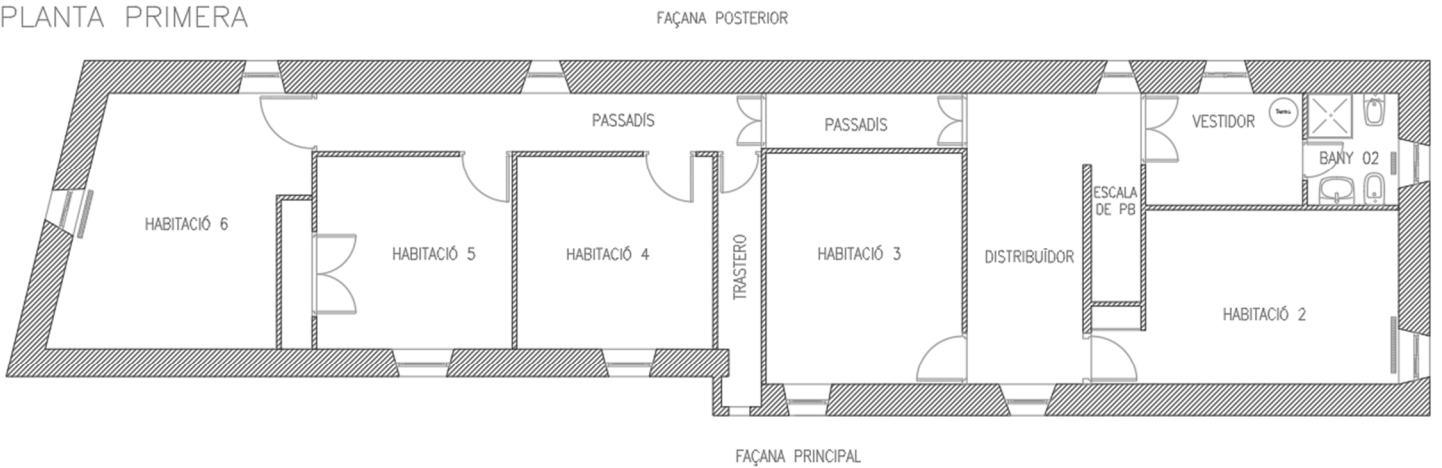 PLANTA PRIMERA
FAÇANA POSTERIOR
PASSADÍS
PASSADÍS
VESTIDOR
BANY 02
ESCALA
DE PB
HABITACIÓ 6
HABITACIÓ 5
HABITACIÓ 4
TRASTERO
HABITACIÓ 3
DISTRIBUÏDOR
HABITACIÓ 2
FAÇANA PRINCIPAL